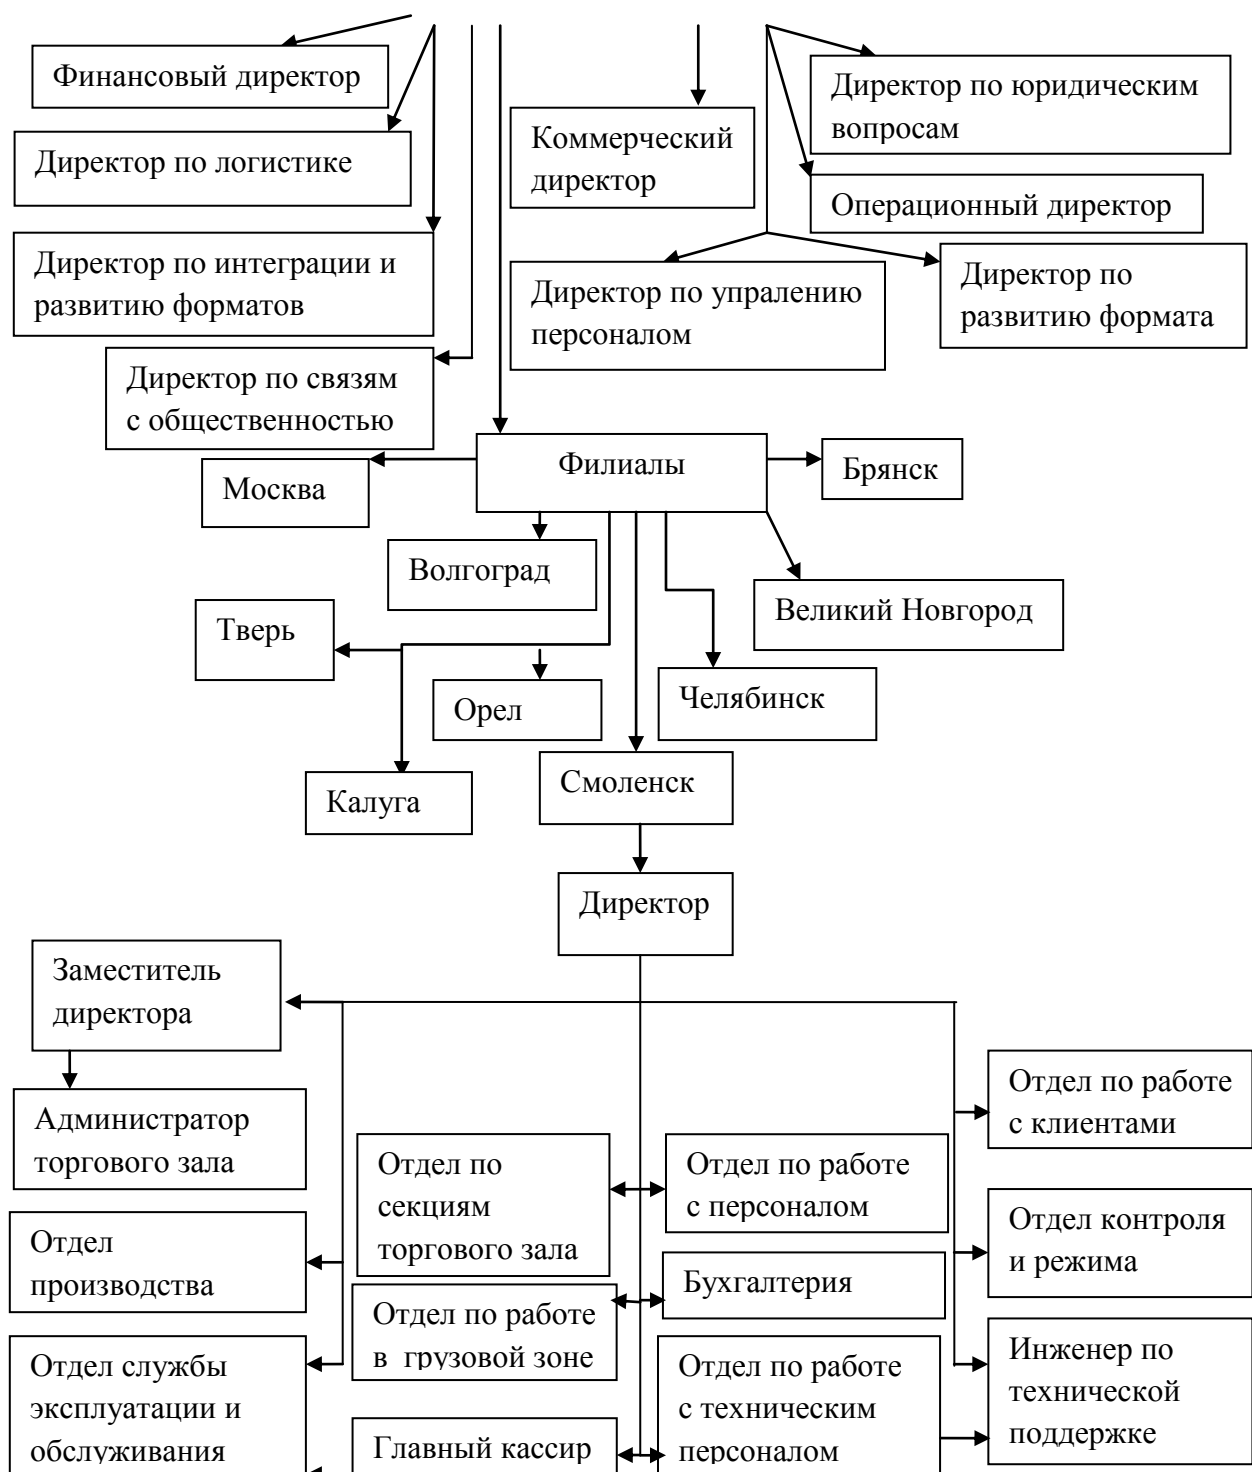 Финансовый директор
Директор по юридическим
вопросам
Коммерческий
директор
Директор по логистике
Операционный директор
Директор по интеграции и
развитию форматов
Директор по упралению
персоналом
Директор по
развитию формата
Директор по связям
с общественностью
Филиалы
Брянск
Москва
Волгоград
Великий Новгород
Тверь
Орел
Челябинск
Калуга
Смоленск
Директор
Заместитель
директора
Администратор
торгового зала
Отдел по работе
с клиентами
Отдел по
секциям
торгового зала
Отдел по работе
с персоналом
Отдел
производства
Отдел контроля
и режима
Бухгалтерия
Отдел по работе
в грузовой зоне
Отдел службы
эксплуатации и
обслуживания
Отдел по работе
с техническим
персоналом
Инженер по
технической
поддержке
Главный кассир